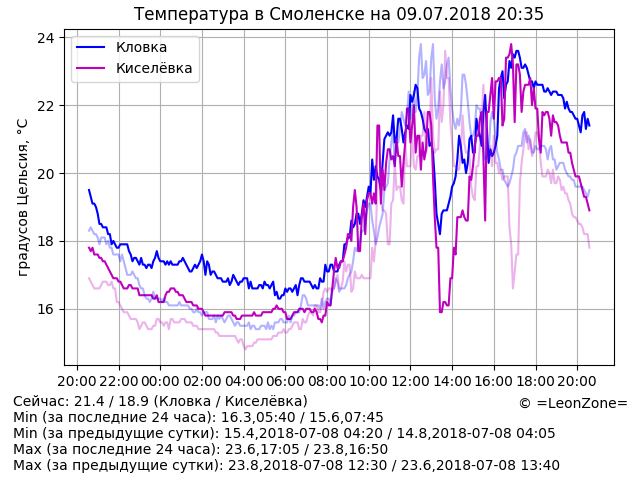 Температура в Смоленске на 09.07.2018 20:35
Кловка
Киселёвка
градусов Цельсия, °C
24
22
20
18
16
20:00 22:00 00:00 02:00 04:00 06:00 08:00 10:00 12:00 14:00 16:00 18:00 20:00
Сейчас: 21.4 / 18.9 (Кловка / Киселёвка)
© =LeonZone=
Min (за последние 24 часа): 16.3,05:40 / 15.6,07:45
Min (за предыдущие сутки): 15.4,2018-07-08 04:20 / 14.8,2018-07-08 04:05
Max (за последние 24 часа): 23.6,17:05 / 23.8,16:50
Max (за предыдущие сутки): 23.8,2018-07-08 12:30 / 23.6,2018-07-08 13:40